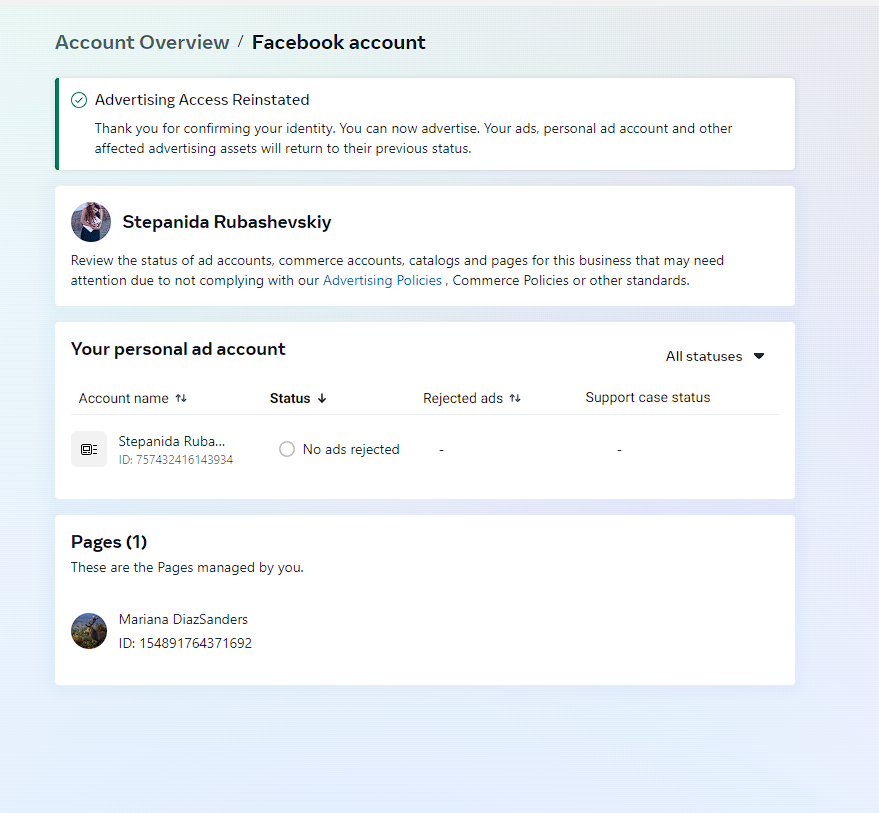 Account Overview / Facebook account
Advertising Access Reinstated
Thank you for confirming your identity. You can now advertise. Your ads, personal ad account and other
affected advertising assets will return to their previous status.
Stepanida Rubashevskiy
Review the status of ad accounts, commerce accounts, catalogs and pages for this business that may need
attention due to not complying with our Advertising Policies , Commerce Policies or other standards.
Your personal ad account
All statuses
Account name Status Rejected ads Support case status
Stepanida Ruba...
ID: 757432416143934
No ads rejected - -
Pages (1)
These are the Pages managed by you.
Mariana DiazSanders
ID: 154891764371692